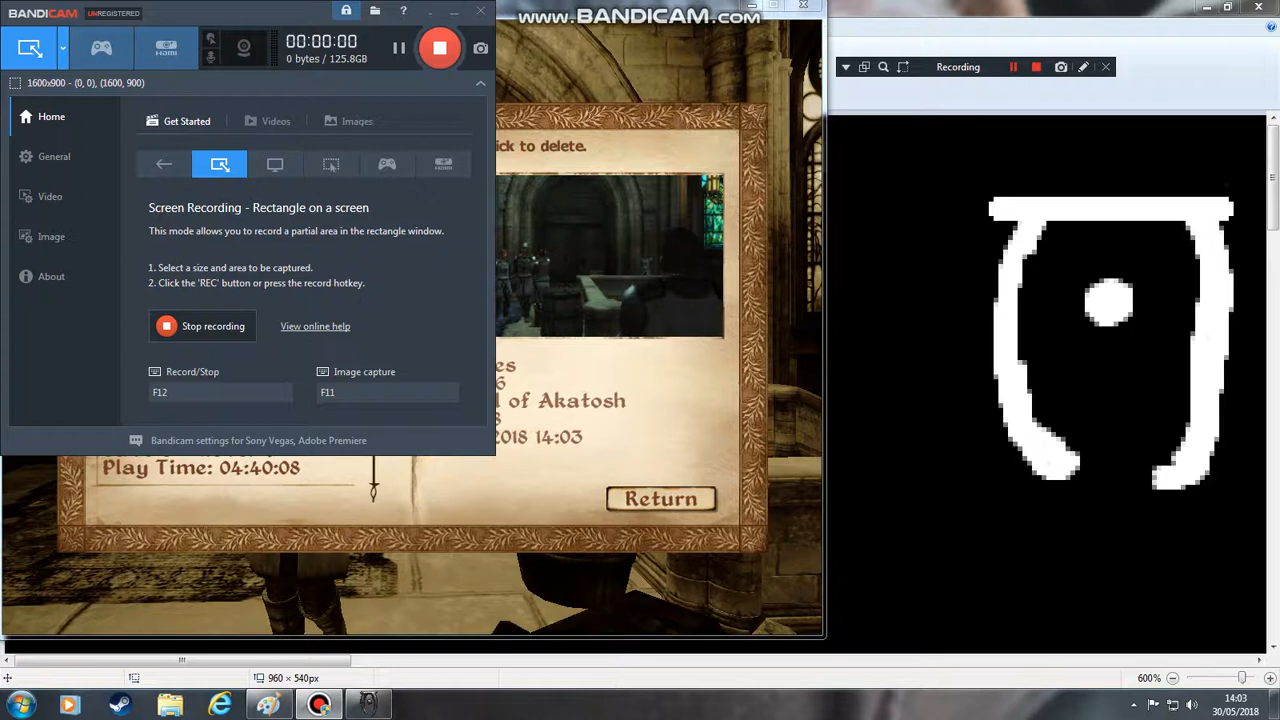 BANDICAM UNREGISTERED
www.BANDICAM.com
HDMI
00:00:00
0 bytes / 125.8GB
Recording
1600x900 - (0, 0), (1600, 900)
Home
Get Started
Videos
Images
General
Video
Image
About
Screen Recording - Rectangle on a screen
This mode allows you to record a partial area in the rectangle window.
1. Select a size and area to be captured.
2. Click the 'REC' button or press the record hotkey.
Stop recording
View online help
Record/Stop
Image capture
F12
F11
Bandicam settings for Sony Vegas, Adobe Premiere
ick to delete.
es
6
l of Akatosh
8
2018 14:03
Play Time: 04:40:08
Return
960 × 540px
600%
14:03
30/05/2018